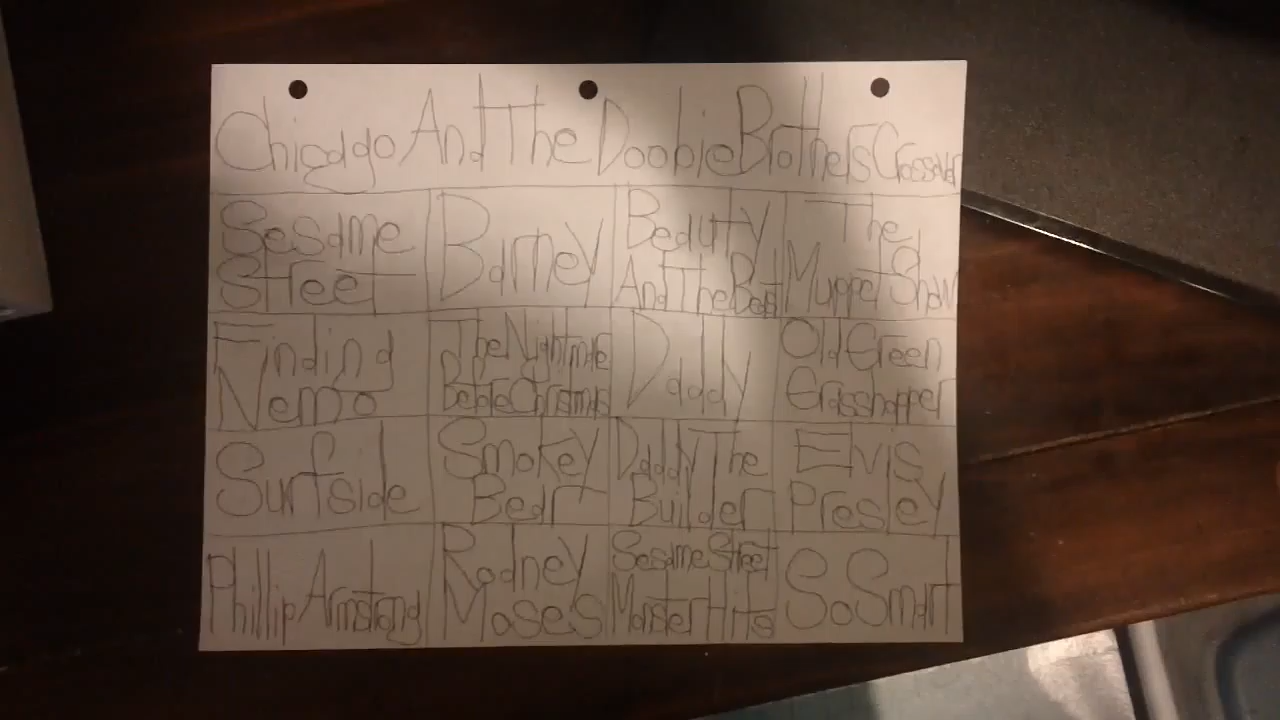 Chicago And The Doobie Brothers Crossover
Sesame
Street
Barney
Beauty
And The Beast
The
Muppet Show
Finding
Nemo
The Nightmare
Before Christmas
Daddy
Old Green
Grasshopper
Surfside
Smokey
Bear
Daddy The
Builder
Elvis
Presley
Phillip Armstrong
Rodney
Moses
Sesame Street
Monster Hits
So Smart